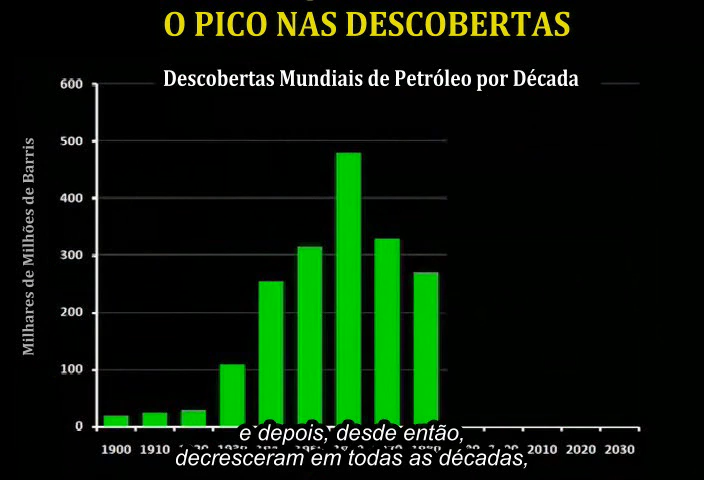 O PICO NAS DESCOBERTAS
Descobertas Mundiais de Petróleo por Década
Milhares de Milhões de Barris
600
500
400
300
200
100
0
1900 1910 2010 2020 2030
e depois, desde então,
decresceram em todas as décadas,